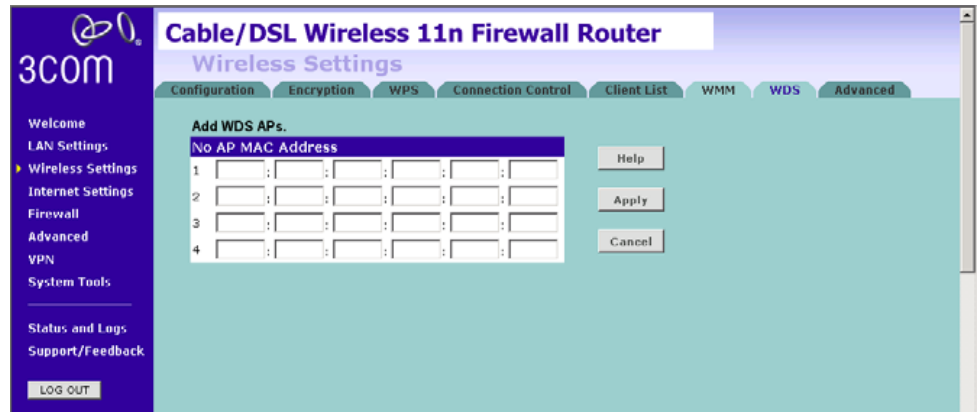 3COM
Cable/DSL Wireless 11n Firewall Router
Wireless Settings
Configuration Encryption WPS Connection Control Client List WMM WDS Advanced
Welcome
LAN Settings
Wireless Settings
Internet Settings
Firewall
Advanced
VPN
System Tools
Status and Logs
Support/Feedback
LOG OUT
Add WDS APs.
No AP MAC Address
1 : : : : :
2 : : : : :
3 : : : : :
4 : : : : :
Help
Apply
Cancel